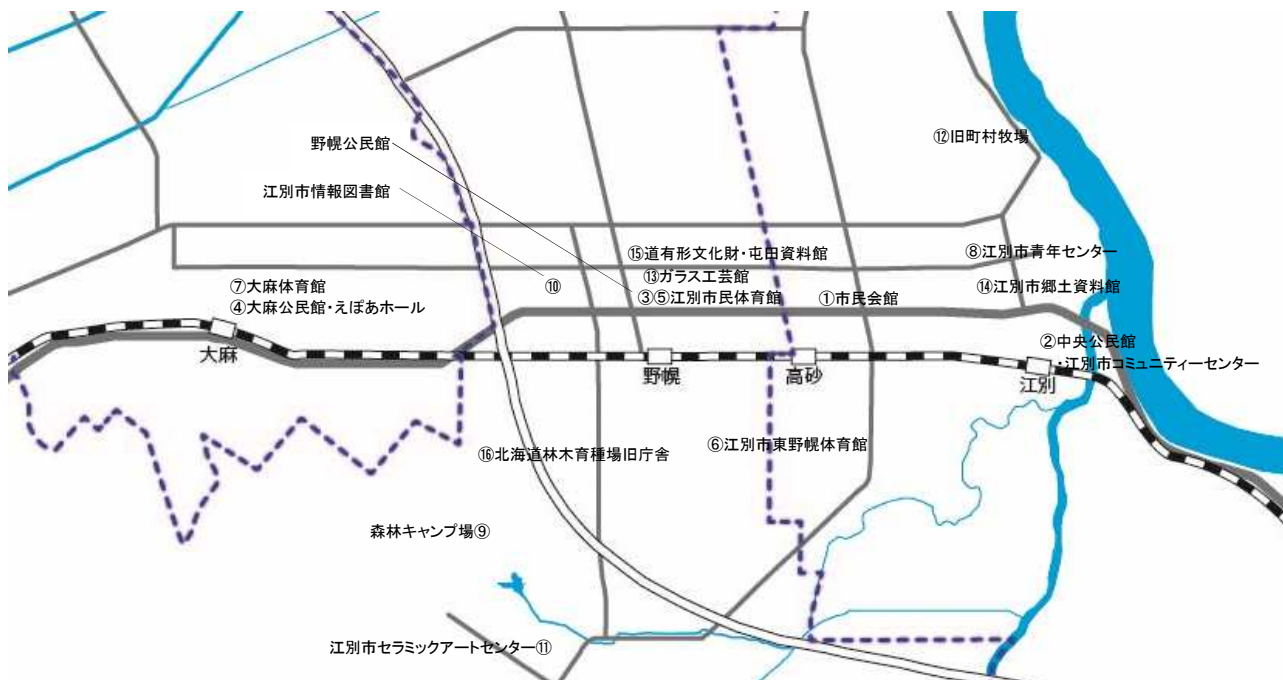 ⑫旧町村牧場
野幌公民館
江別市情報図書館
⑮道有形文化財・屯田資料館
⑧江別市青年センター
⑬ガラス工芸館
⑦大麻体育館
⑩
③⑤江別市民体育館
①市民会館
⑭江別市郷土資料館
④大麻公民館・えぽあホール
②中央公民館
・江別市コミュニティーセンター
大麻
野幌
高砂
江別
⑥江別市東野幌体育館
⑯北海道林木育種場旧庁舎
森林キャンプ場⑨
江別市セラミックアートセンター⑪